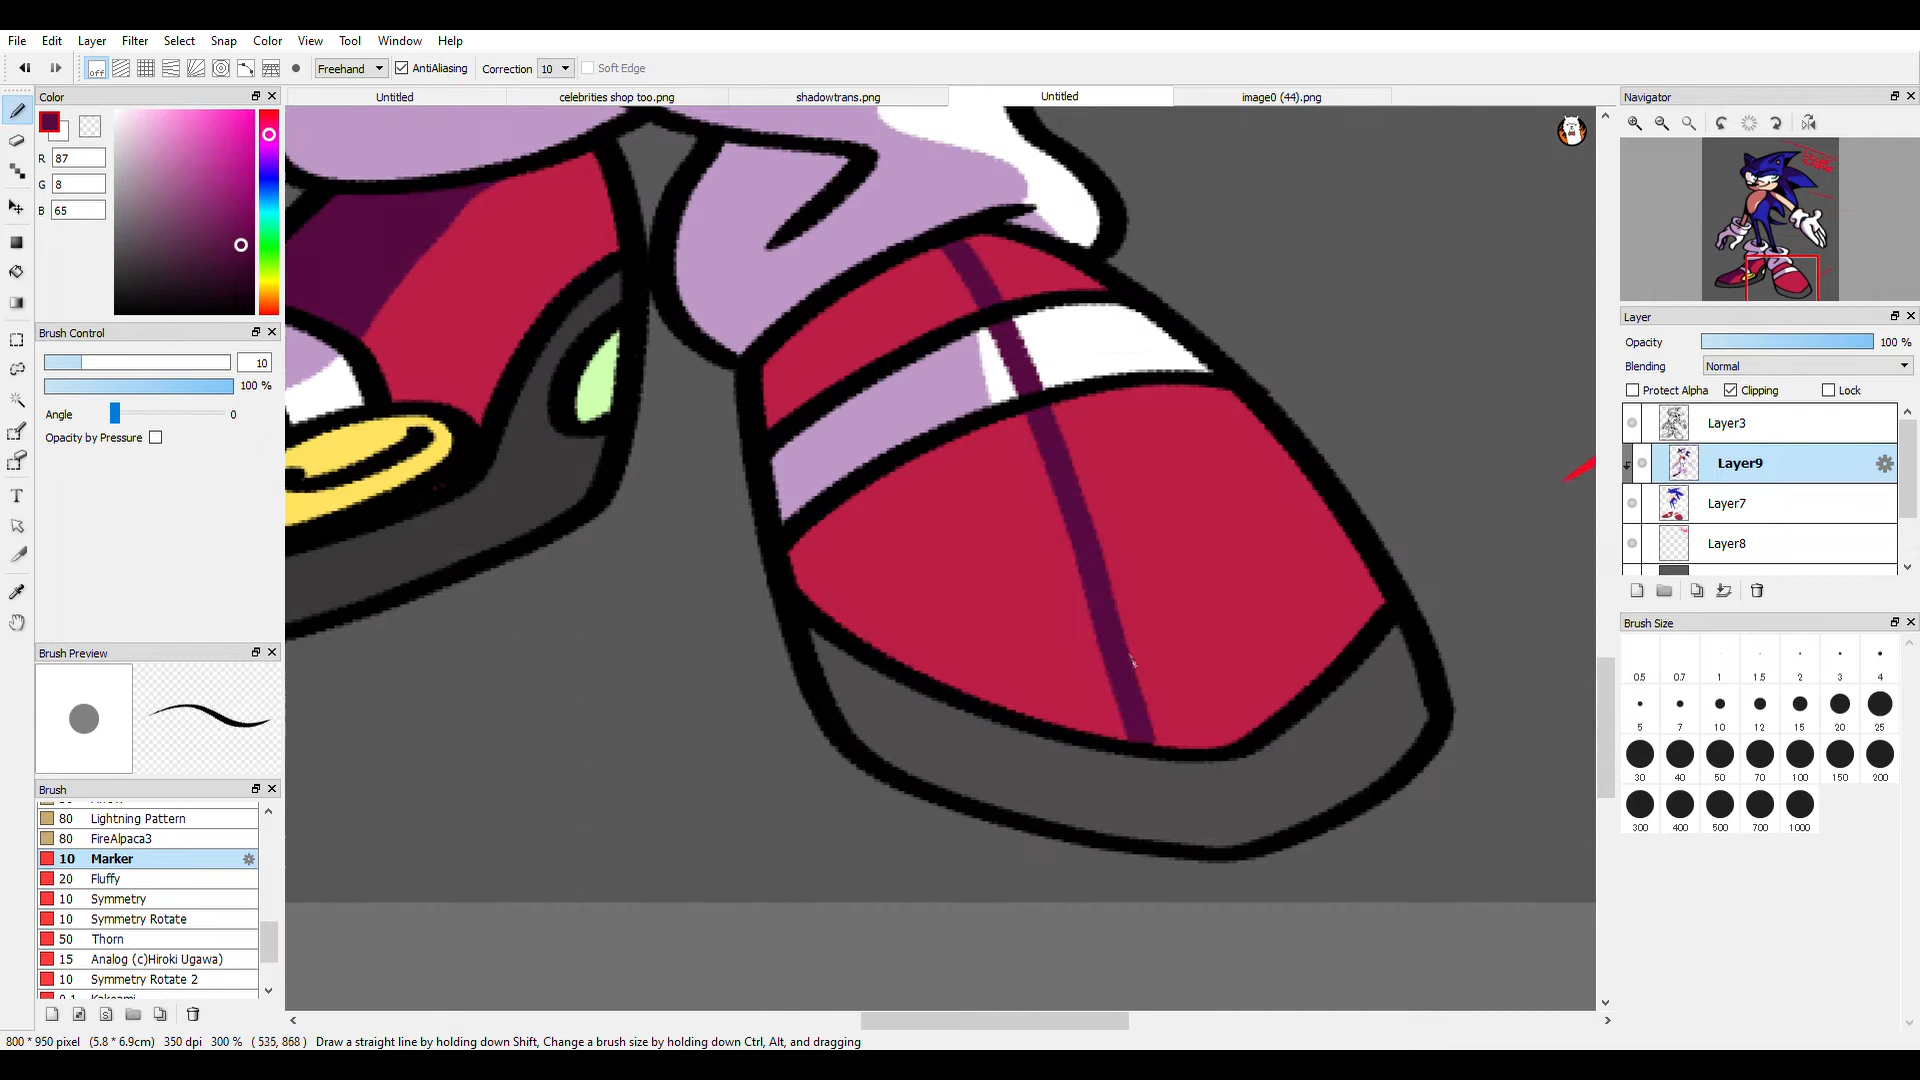 File Edit Layer Filter Select Snap Color View Tool Window Help
off Freehand AntiAliasing Correction 10 Soft Edge
Color
Untitled celebrities shop too.png shadowtrans.png Untitled image0 (44).png
Navigator
R 87
G 8
B 65
Brush Control
10
100 %
Angle 0
Opacity by Pressure
Layer
Opacity 100 %
Blending Normal
Protect Alpha Clipping Lock
Layer3
Layer9
Layer7
Layer8
T
Brush Size
0.5 0.7 1 1.5 2 3 4
5 7 10 12 15 20 25
30 40 50 70 100 150 200
300 400 500 700 1000
Brush Preview
Brush
80 Lightning Pattern
80 FireAlpaca3
10 Marker
20 Fluffy
10 Symmetry
10 Symmetry Rotate
50 Thorn
15 Analog (c)Hiroki Ugawa)
10 Symmetry Rotate 2
S
800 * 950 pixel (5.8 * 6.9cm) 350 dpi 300 % ( 535, 868 ) Draw a straight line by holding down Shift, Change a brush size by holding down Ctrl, Alt, and dragging